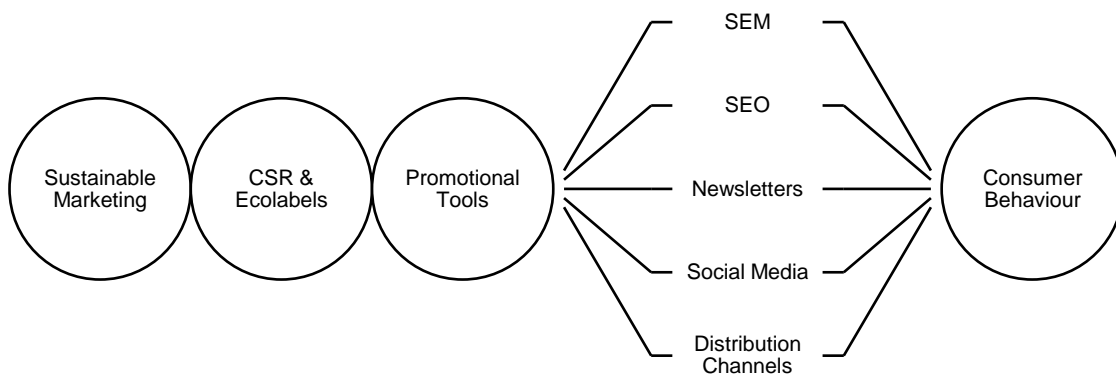 Sustainable
Marketing
CSR &
Ecolabels
Promotional
Tools
SEM
SEO
Newsletters
Social Media
Distribution
Channels
Consumer
Behaviour